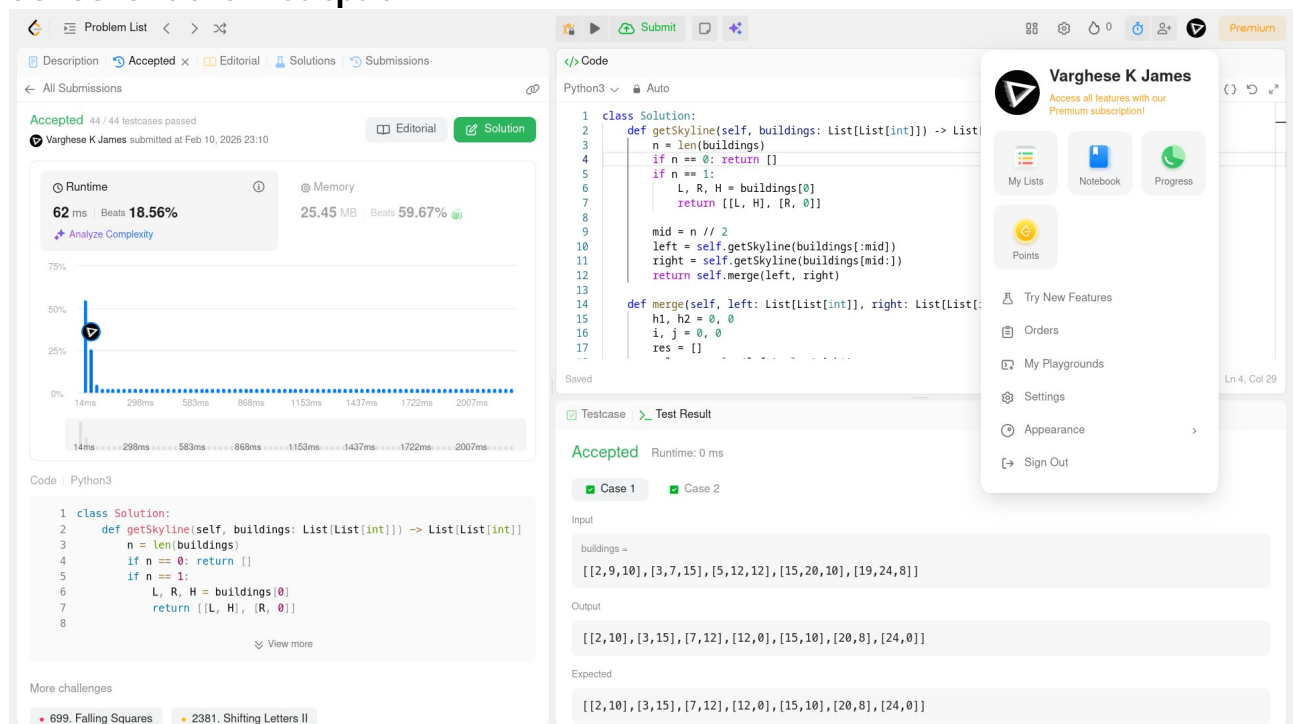 Problem List
Submit
0
Premium
Description
Accepted
Editorial
Solutions
Submissions
All Submissions
Accepted 44 / 44 testcases passed
Varghese K James submitted at Feb 10, 2026 23:10
Editorial
Solution
Runtime
62 ms Beats 18.56%
Analyze Complexity
Memory
25.45 MB Beats 59.67%
75%
50%
25%
0%
14ms 298ms 583ms 868ms 1153ms 1437ms 1722ms 2007ms
14ms 298ms 583ms 868ms 1153ms 1437ms 1722ms 2007ms
Code Python3
1 class Solution:
2 def getSkyline(self, buildings: List[List[int]]) -> List[List[int]]
3 n = len(buildings)
4 if n == 0: return []
5 if n == 1:
6 L, R, H = buildings[0]
7 return [[L, H], [R, 0]]
8
View more
More challenges
699. Falling Squares
2381. Shifting Letters II
</> Code
Python3 Auto
1 class Solution:
2 def getSkyline(self, buildings: List[List[int]]) -> List[
3 n = len(buildings)
4 if n == 0: return []
5 if n == 1:
6 L, R, H = buildings[0]
7 return [[L, H], [R, 0]]
8
9 mid = n // 2
10 left = self.getSkyline(buildings[:mid])
11 right = self.getSkyline(buildings[mid:])
12 return self.merge(left, right)
13
14 def merge(self, left: List[List[int]], right: List[List[
15 h1, h2 = 0, 0
16 i, j = 0, 0
17 res = []
Saved
Ln 4, Col 29
Testcase
>_ Test Result
Accepted Runtime: 0 ms
Case 1
Case 2
Input
buildings =
[[2,9,10],[3,7,15],[5,12,12],[15,20,10],[19,24,8]]
Output
[[2,10],[3,15],[7,12],[12,0],[15,10],[20,8],[24,0]]
Expected
[[2,10],[3,15],[7,12],[12,0],[15,10],[20,8],[24,0]]
Varghese K James
Access all features with our
Premium subscription!
My Lists
Notebook
Progress
Points
Try New Features
Orders
My Playgrounds
Settings
Appearance
Sign Out